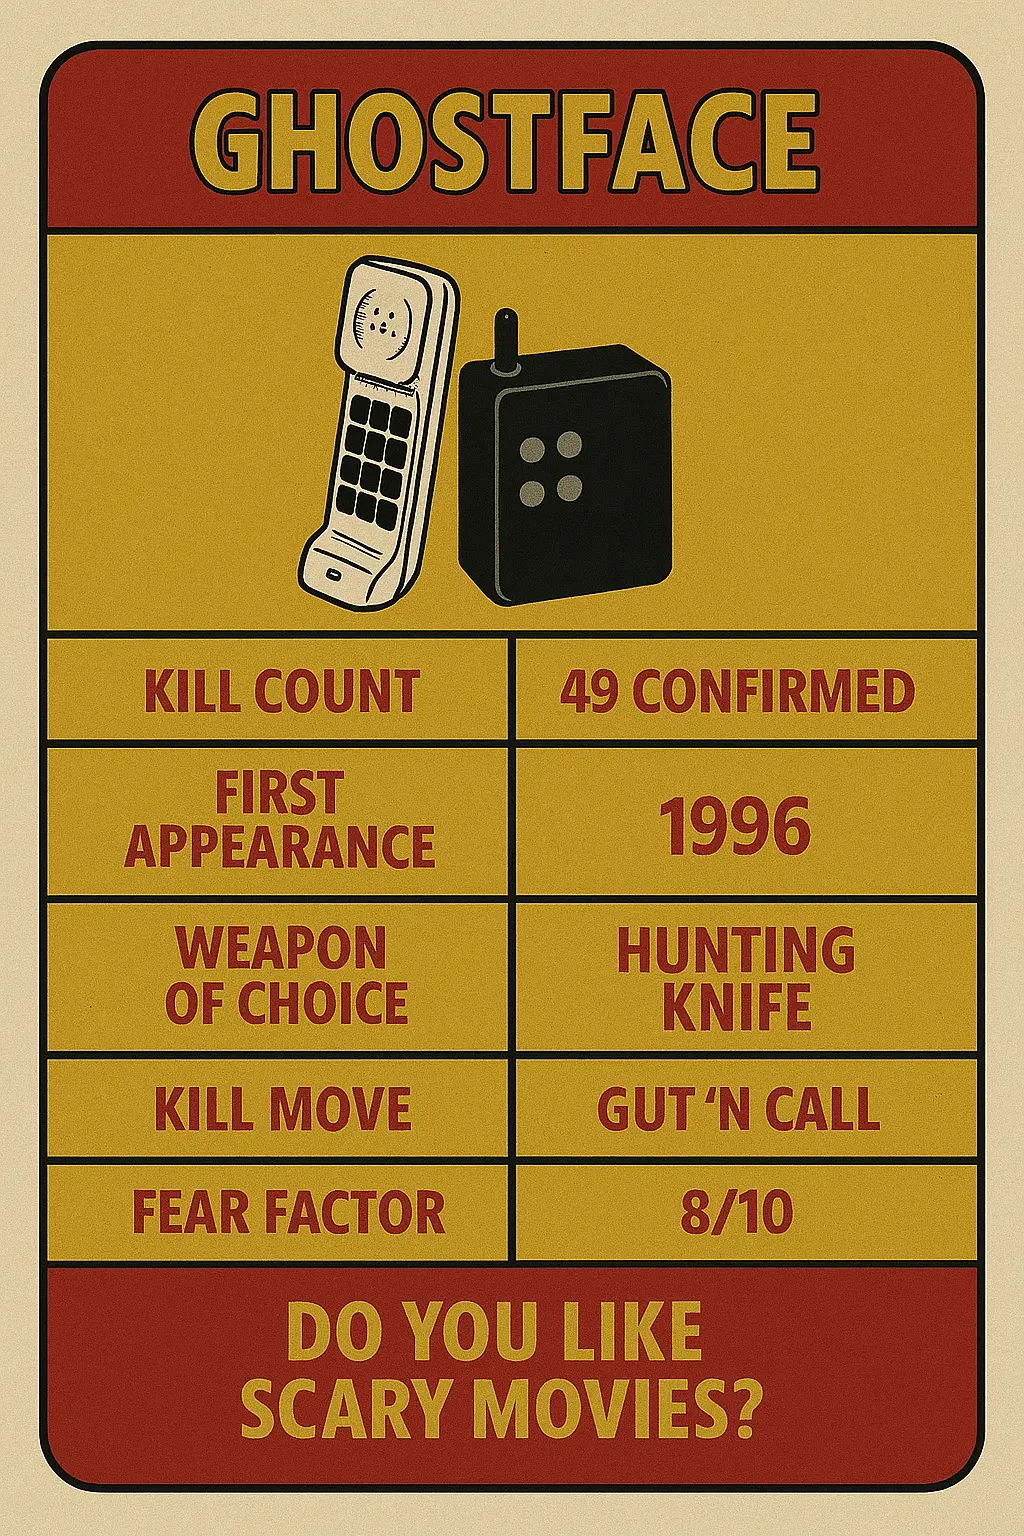 GHOSTFACE
KILL COUNT
49 CONFIRMED
FIRST
APPEARANCE
1996
WEAPON
OF CHOICE
HUNTING
KNIFE
KILL MOVE
GUT ‘N CALL
FEAR FACTOR
8/10
DO YOU LIKE
SCARY MOVIES?